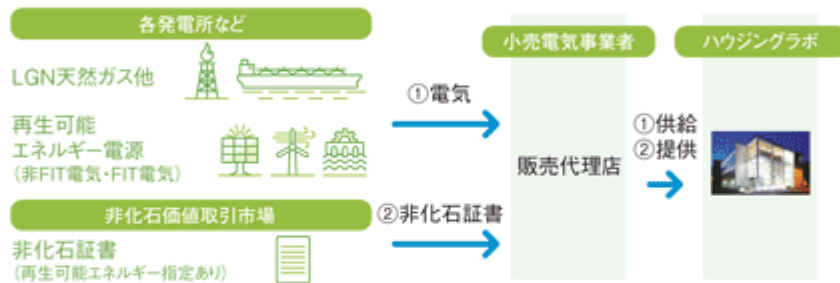 各発電所など
LGN天然ガス他
再生可能
エネルギー電源
(非FIT電気・FIT電気)
非化石価値取引市場
非化石証書
(再生可能エネルギー指定あり)
①電気
②非化石証書
小売電気事業者
販売代理店
①供給
②提供
ハウジングラボ